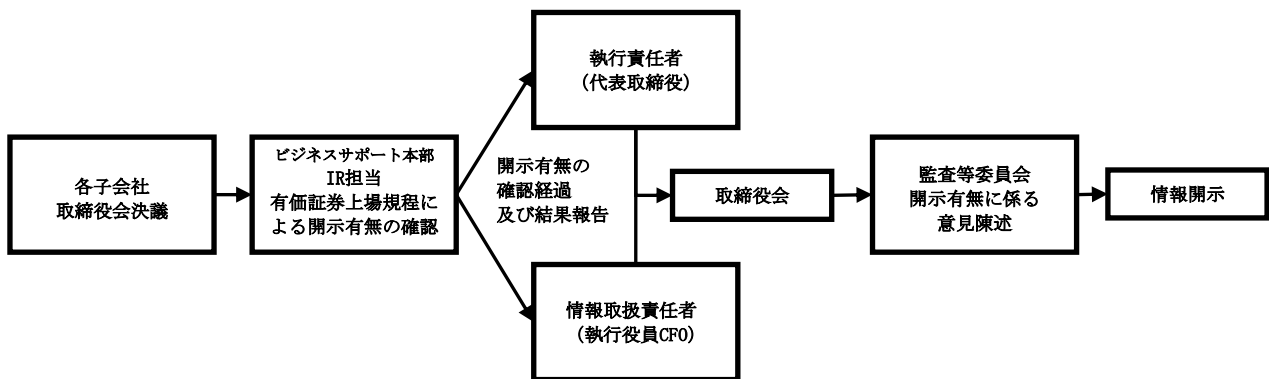 各子会社
取締役会決議
ビジネスサポート本部
IR担当
有価証券上場規程に
よる開示有無の確認
執行責任者
(代表取締役)
開示有無の
確認経過
及び結果報告
情報取扱責任者
(執行役員CFO)
取締役会
監査等委員会
開示有無に係る
意見陳述
情報開示